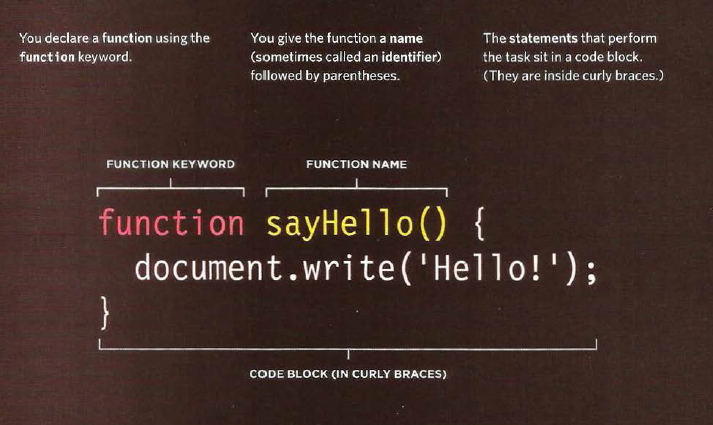 You declare a function using the
function keyword.
You give the function a name
(sometimes called an identifier)
followed by parentheses.
The statements that perform
the task sit in a code block.
(They are inside curly braces.)
FUNCTION KEYWORD
FUNCTION NAME
function sayHello() {
  document.write('Hello!');
}
CODE BLOCK (IN CURLY BRACES)